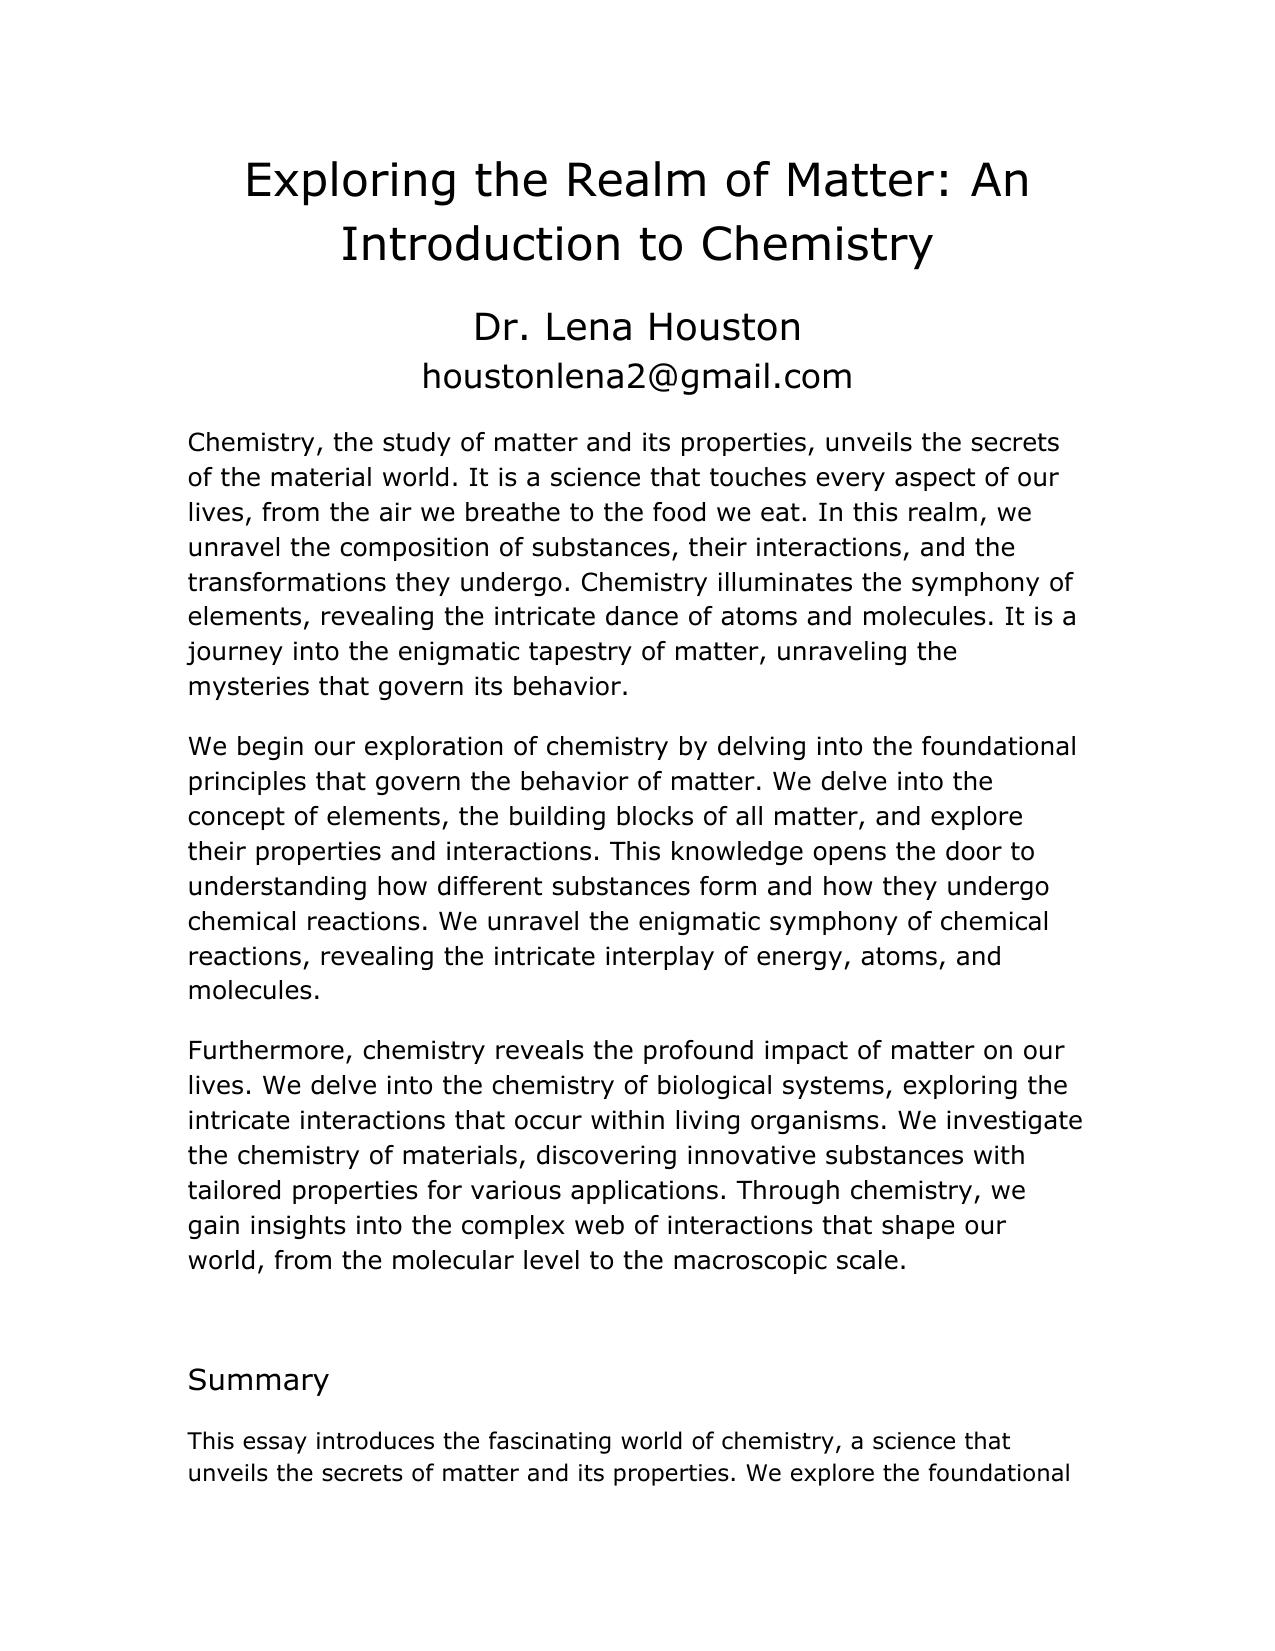 Exploring the Realm of Matter: An
Introduction to Chemistry
Dr. Lena Houston
houstonlena2@gmail.com
Chemistry, the study of matter and its properties, unveils the secrets
of the material world. It is a science that touches every aspect of our
lives, from the air we breathe to the food we eat. In this realm, we
unravel the composition of substances, their interactions, and the
transformations they undergo. Chemistry illuminates the symphony of
elements, revealing the intricate dance of atoms and molecules. It is a
journey into the enigmatic tapestry of matter, unraveling the
mysteries that govern its behavior.
We begin our exploration of chemistry by delving into the foundational
principles that govern the behavior of matter. We delve into the
concept of elements, the building blocks of all matter, and explore
their properties and interactions. This knowledge opens the door to
understanding how different substances form and how they undergo
chemical reactions. We unravel the enigmatic symphony of chemical
reactions, revealing the intricate interplay of energy, atoms, and
molecules.
Furthermore, chemistry reveals the profound impact of matter on our
lives. We delve into the chemistry of biological systems, exploring the
intricate interactions that occur within living organisms. We investigate
the chemistry of materials, discovering innovative substances with
tailored properties for various applications. Through chemistry, we
gain insights into the complex web of interactions that shape our
world, from the molecular level to the macroscopic scale.
Summary
This essay introduces the fascinating world of chemistry, a science that
unveils the secrets of matter and its properties. We explore the foundational